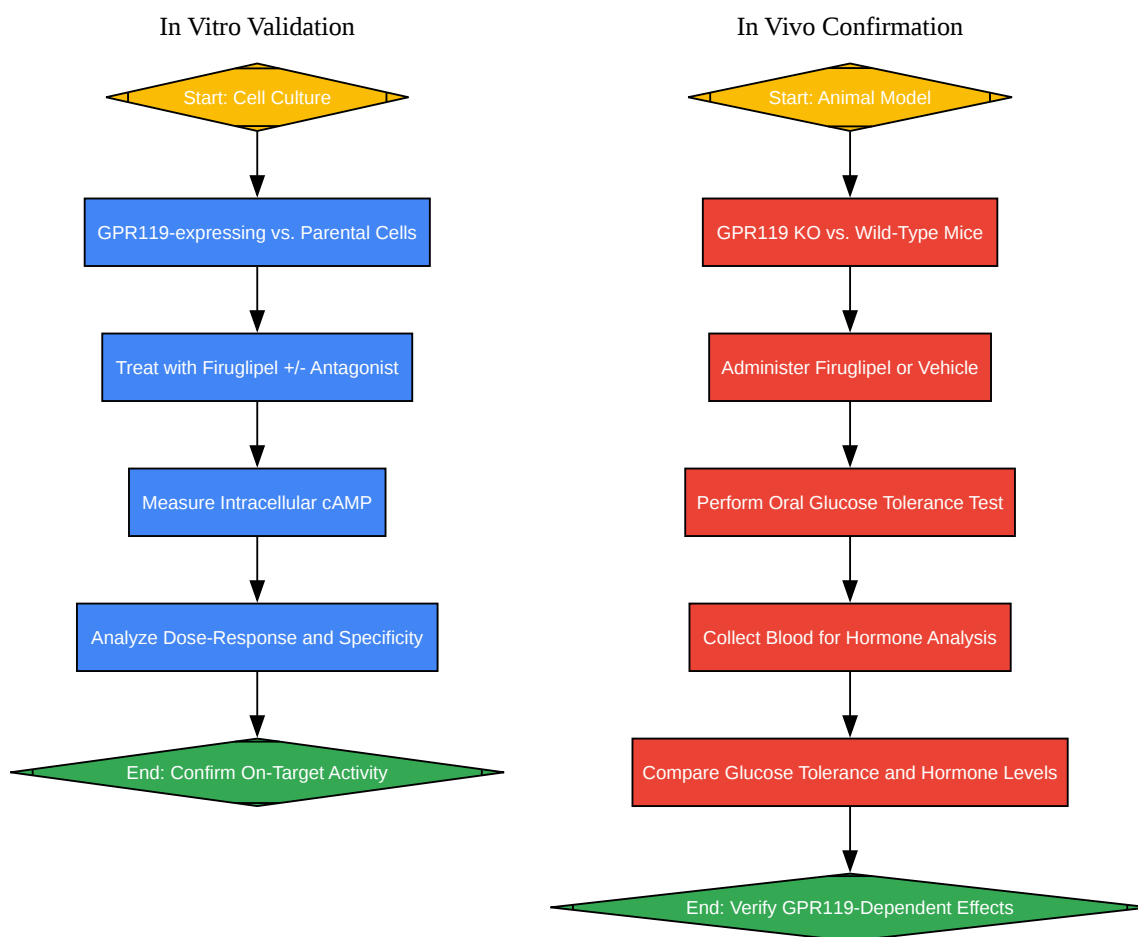 In Vitro Validation
Start: Cell Culture
GPR119-expressing vs. Parental Cells
Treat with Firuglipel +/- Antagonist
Measure Intracellular cAMP
Analyze Dose-Response and Specificity
End: Confirm On-Target Activity
In Vivo Confirmation
Start: Animal Model
GPR119 KO vs. Wild-Type Mice
Administer Firuglipel or Vehicle
Perform Oral Glucose Tolerance Test
Collect Blood for Hormone Analysis
Compare Glucose Tolerance and Hormone Levels
End: Verify GPR119-Dependent Effects